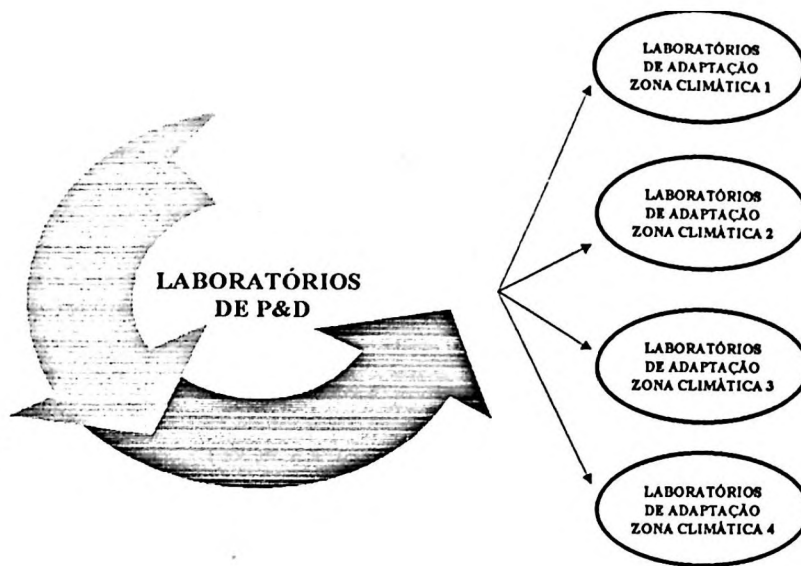 LABORATÓRIOS
DE P&D
LABORATÓRIOS
DE ADAPTAÇÃO
ZONA CLIMÁTICA 1
LABORATÓRIOS
DE ADAPTAÇÃO
ZONA CLIMÁTICA 2
LABORATÓRIOS
DE ADAPTAÇÃO
ZONA CLIMÁTICA 3
LABORATÓRIOS
DE ADAPTAÇÃO
ZONA CLIMÁTICA 4